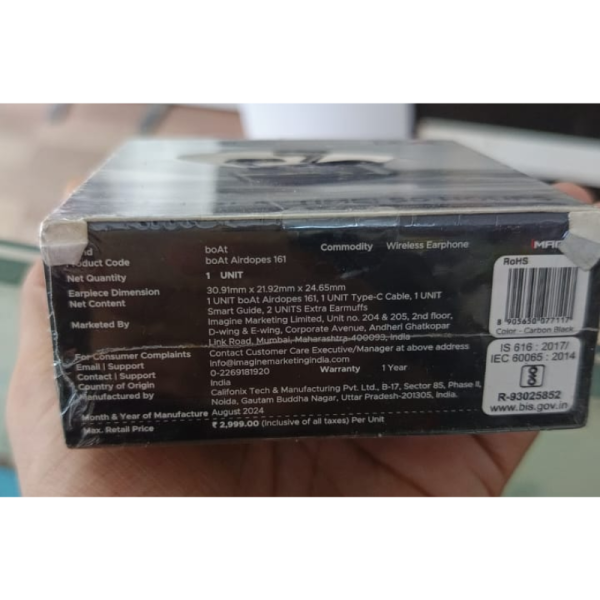 boAt Commodity Wireless Earphone
Product Code boAt Airdopes 161
Net Quantity 1 UNIT
Earpiece Dimension 30.91mm x 21.92mm x 24.65mm
Net Content 1 UNIT boAt Airdopes 161, 1 UNIT Type-C Cable, 1 UNIT
Smart Guide, 2 UNITS Extra Earmuffs
Marketed By Imagine Marketing Limited, Unit no. 204 & 205, 2nd floor,
D-wing & E-wing, Corporate Avenue, Andheri Ghatkopar
Link Road, Mumbai, Maharashtra-400093, India
For Consumer Complaints Contact Customer Care Executive/Manager at above address
Email | Support info@imaginemarketingindia.com
Contact | Support 0-2269181920 Warranty 1 Year
Country of Origin India
Manufactured by Califonix Tech & Manufacturing Pvt. Ltd., B-17, Sector 85, Phase II,
Noida, Gautam Buddha Nagar, Uttar Pradesh-201305, India.
Month & Year of Manufacture August 2024
Max. Retail Price ₹ 2,999.00 (inclusive of all taxes) Per Unit
RoHS
8 903650 077117
Color - Carbon Black
IS 616 : 2017/
IEC 60065 : 2014
R-93025852
www.bis.gov.in